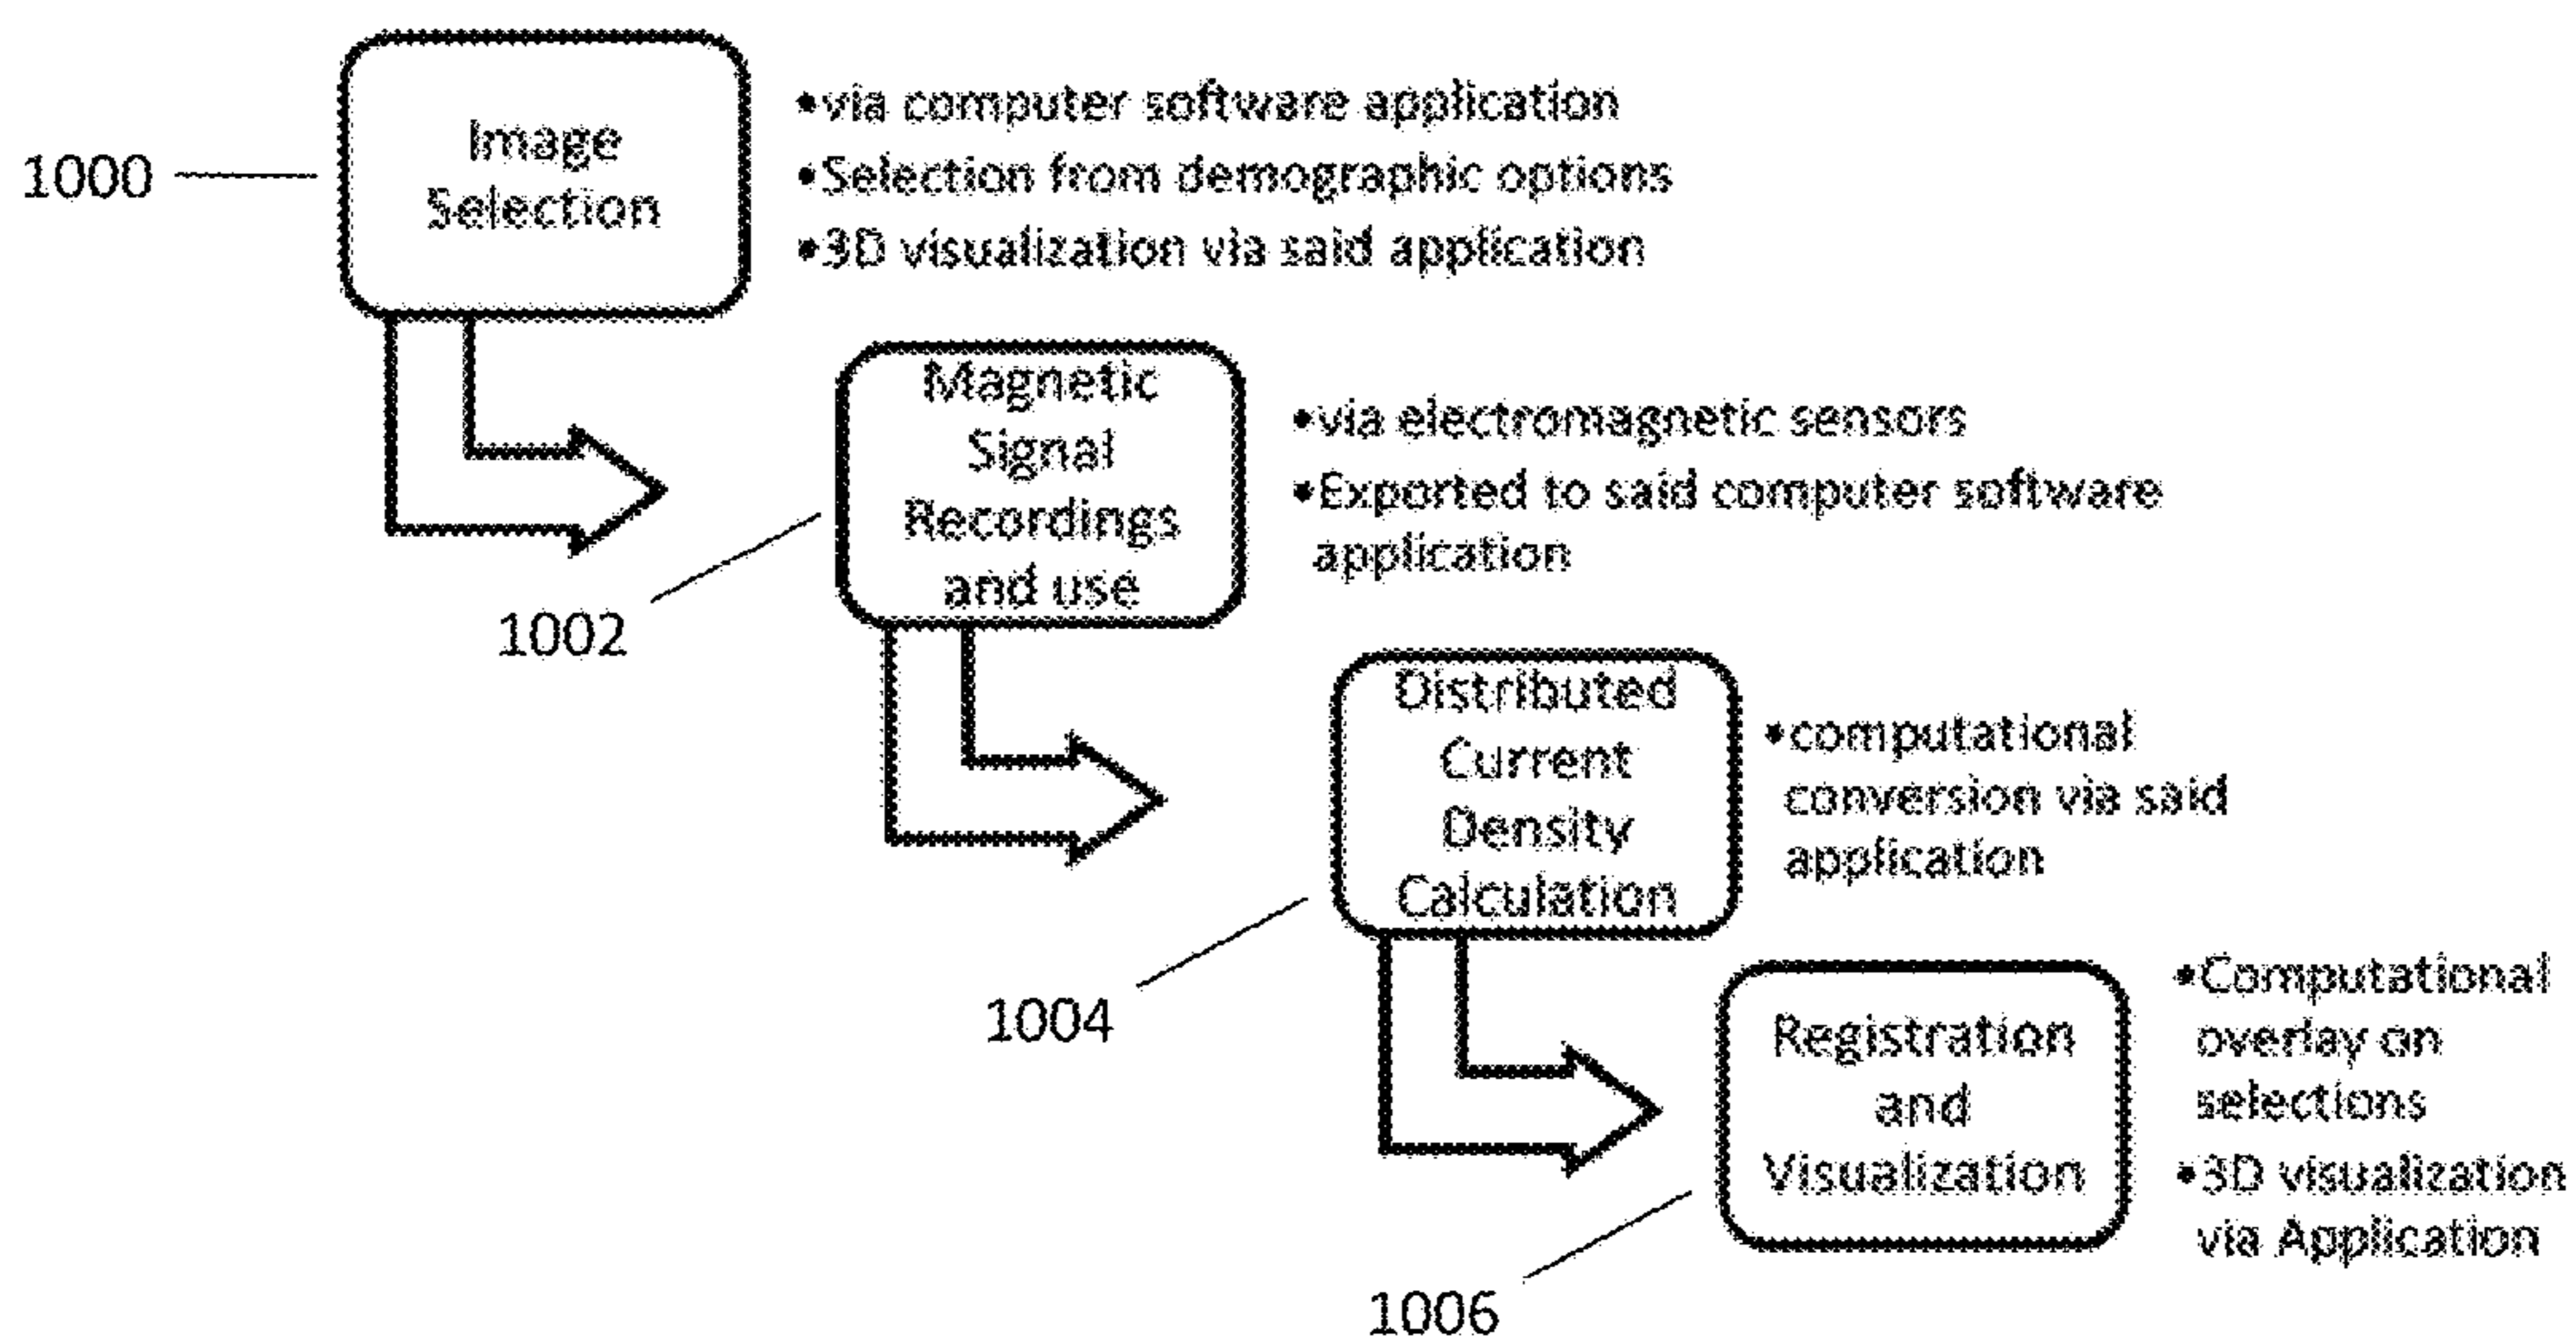 1000
Image
Selection
•via computer software application
•Selection from demographic options
•3D visualization via said application
1002
Magnetic
Signal
Recordings
and use
•via electromagnetic sensors
•Exported to said computer software
application
1004
Distributed
Current
Density
Calculation
•computational
conversion via said
application
1006
Registration
and
Visualization
•Computational
overlay on
selections
•3D visualization
via Application